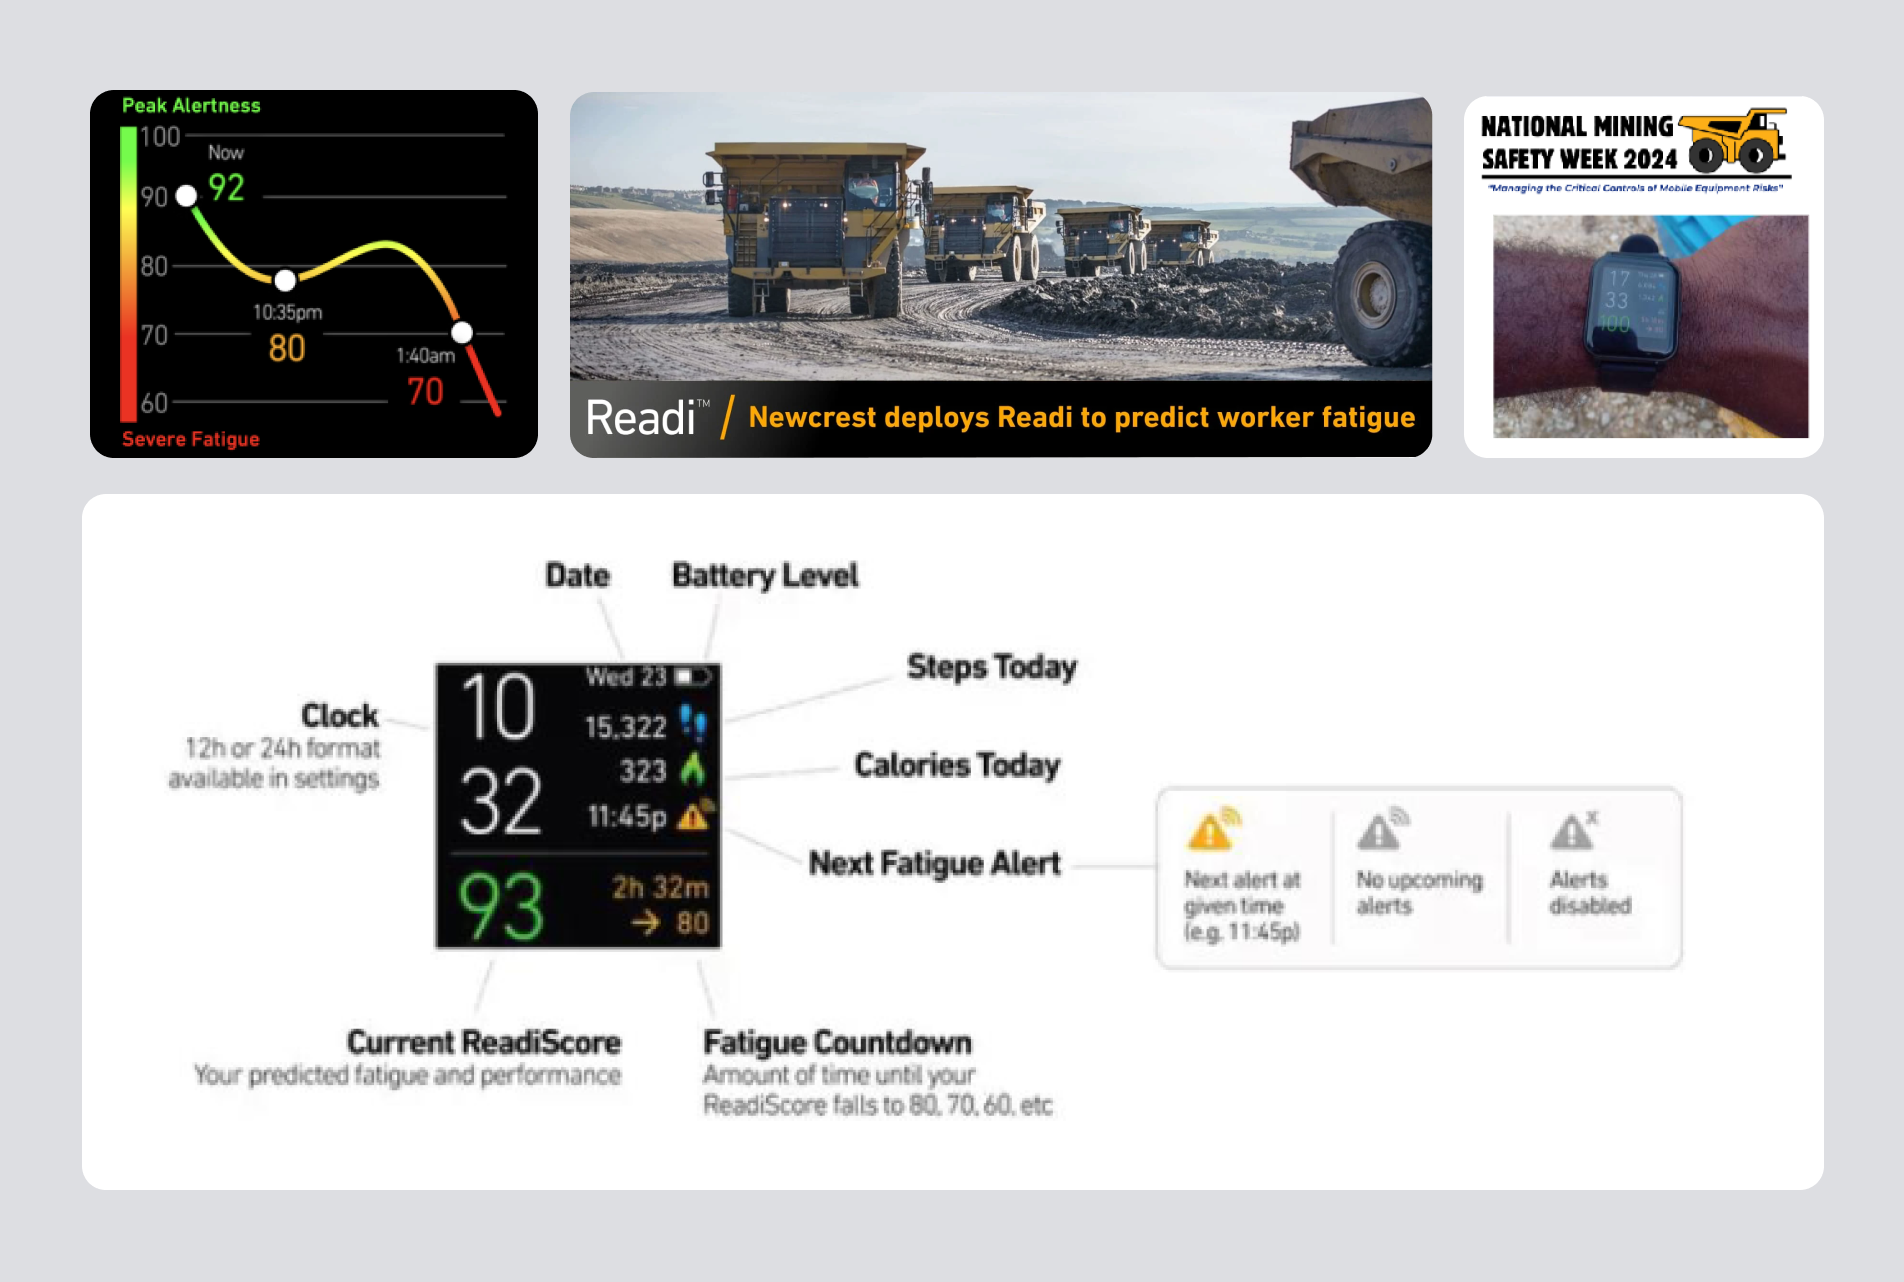 Peak Alertness
100
Now
92
90
80
10:35pm
80
70
1:40am
70
60
Severe Fatigue
Readi™ / Newcrest deploys Readi to predict worker fatigue
NATIONAL MINING
SAFETY WEEK 2024
"Managing the Critical Controls of Mobile Equipment Risks"
17
33
100
Date
Battery Level
Clock
12h or 24h format
available in settings
10
32
93
Wed 23
15,322
323
11:45p
2h 32m
→ 80
Steps Today
Calories Today
Next Fatigue Alert
Next alert at
given time
(e.g. 11:45p)
No upcoming
alerts
Alerts
disabled
Current ReadiScore
Your predicted fatigue and performance
Fatigue Countdown
Amount of time until your
ReadiScore falls to 80, 70, 60, etc